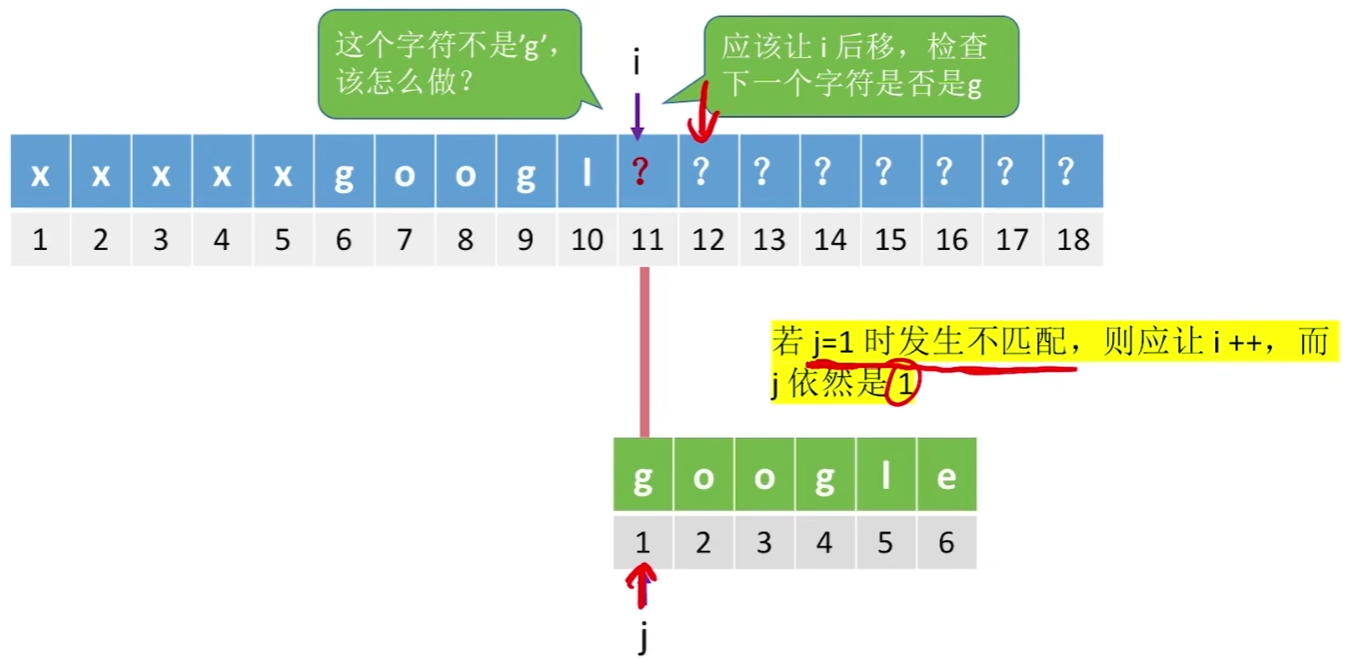 这个字符不是'g'，
该怎么做？
i
应该让 i 后移，检查
下一个字符是否是g
x x x x x g o o g l ? ? ? ? ? ? ? ?
1 2 3 4 5 6 7 8 9 10 11 12 13 14 15 16 17 18
若 j=1 时发生不匹配，则应让 i ++，而
j 依然是 1
g o o g l e
1 2 3 4 5 6
j